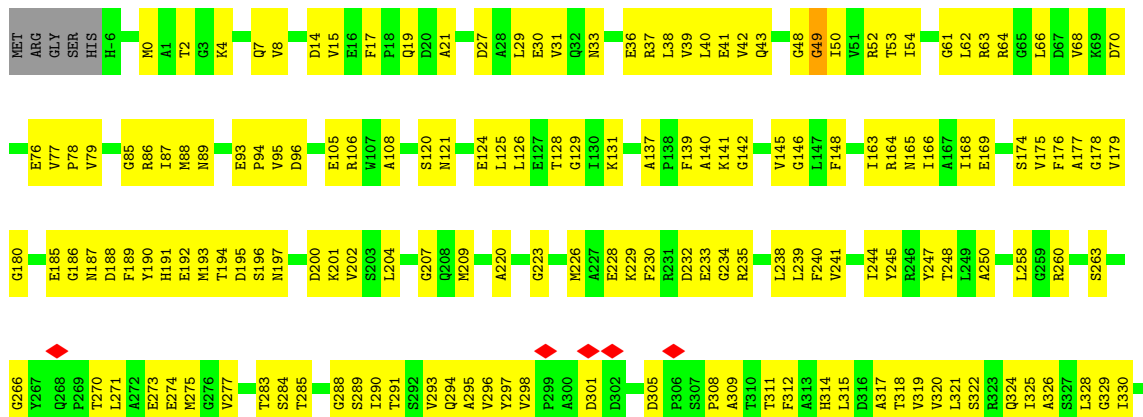 MET ARG GLY SER HIS H-6 M0 A1 T2 G3 K4 Q7 V8 D14 V15 E16 F17 P18 Q19 D20 A21 D27 A28 L29 E30 V31 Q32 N33 E36 R37 L38 V39 L40 E41 V42 Q43 G48 G49 I50 V51 R52 T53 I54 G61 L62 R63 R64 G65 L66 D67 V68 K69 D70
E76 V77 P78 V79 G85 R86 I87 M88 N89 E93 P94 V95 D96 E105 R106 W107 A108 S120 N121 E124 L125 L126 E127 T128 G129 I130 K131 A137 P138 F139 A140 K141 G142 V145 G146 L147 F148 I163 R164 N165 I166 A167 I168 E169 S174 V175 F176 A177 G178 V179
G180 E185 G186 N187 D188 F189 Y190 H191 E192 M193 T194 D195 S196 N197 D200 K201 V202 S203 L204 G207 Q208 M209 A220 G223 M226 A227 E228 K229 F230 R231 D232 E233 G234 R235 L238 L239 F240 V241 I244 Y245 R246 Y247 T248 L249 A250 L258 G259 R260 S263
G266 Y267 Q268 P269 T270 L271 A272 E273 E274 M275 G276 V277 T283 S284 T285 G288 S289 I290 T291 S292 V293 Q294 A295 V296 Y297 V298 P299 A300 D301 D302 D305 P306 S307 P308 A309 T310 T311 F312 A313 H314 L315 D316 A317 T318 V319 V320 L321 S322 R323 Q324 I325 A326 S327 L328 G329 I330